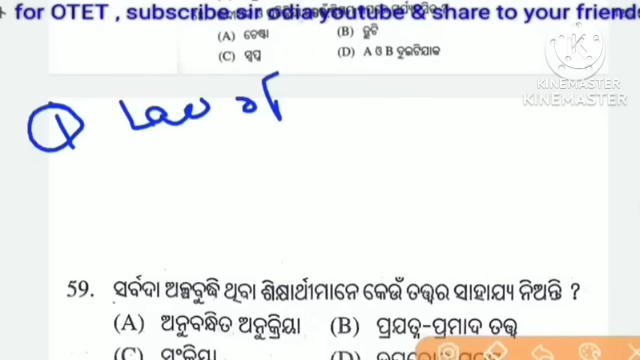 for OTET , subscribe sir odia youtube & share to your friends
(A) ଚେଷ୍ଟା (B) ତ୍ରୁଟି
(C) ସ୍ୱପ୍ନ (D) A ଓ B ଦୁଇଟିଯାକ
KINEMASTER
KINEMASTER
① Law of
59. ସର୍ବଦା ଅଳ୍ପବୁଦ୍ଧି ଥିବା ଶିକ୍ଷାର୍ଥୀମାନେ କେଉଁ ତତ୍ତ୍ୱର ସାହାଯ୍ୟ ନିଅନ୍ତି ?
(A) ଅନୁବନ୍ଧିତ ଅନୁକ୍ରିୟା (B) ପ୍ରଯତ୍ନ-ପ୍ରମାଦ ତତ୍ତ୍ୱ
(C) (D)